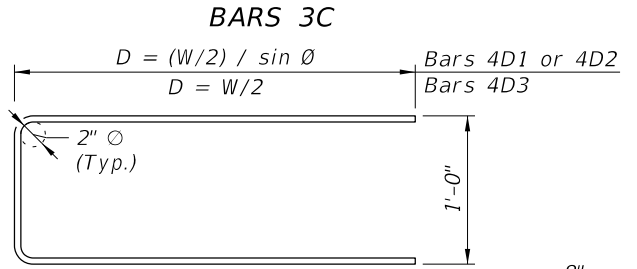 BARS 3C
D = (W/2) / sin Ø
Bars 4D1 or 4D2
D = W/2
Bars 4D3
2" Ø
(Typ.)
1'-0"